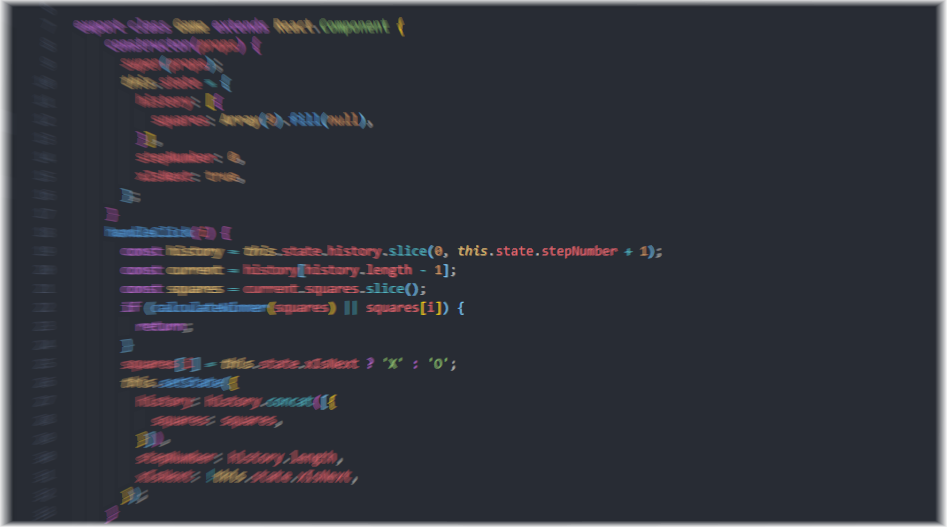 class Game extends React.Component {
constructor(props) {
super(props);
this.state = {
history: [{
squares: Array(9).fill(null),
}],
stepNumber: 0,
xIsNext: true,
};
}
handleClick(i) {
const history = this.state.history.slice(0, this.state.stepNumber + 1);
const current = history[history.length - 1];
const squares = current.squares.slice();
if (calculateWinner(squares) || squares[i]) {
return;
}
squares[i] = this.state.xIsNext ? 'X' : 'O';
this.setState({
history: history.concat([{
squares: squares,
}]),
stepNumber: history.length,
xIsNext: !this.state.xIsNext,
});
}